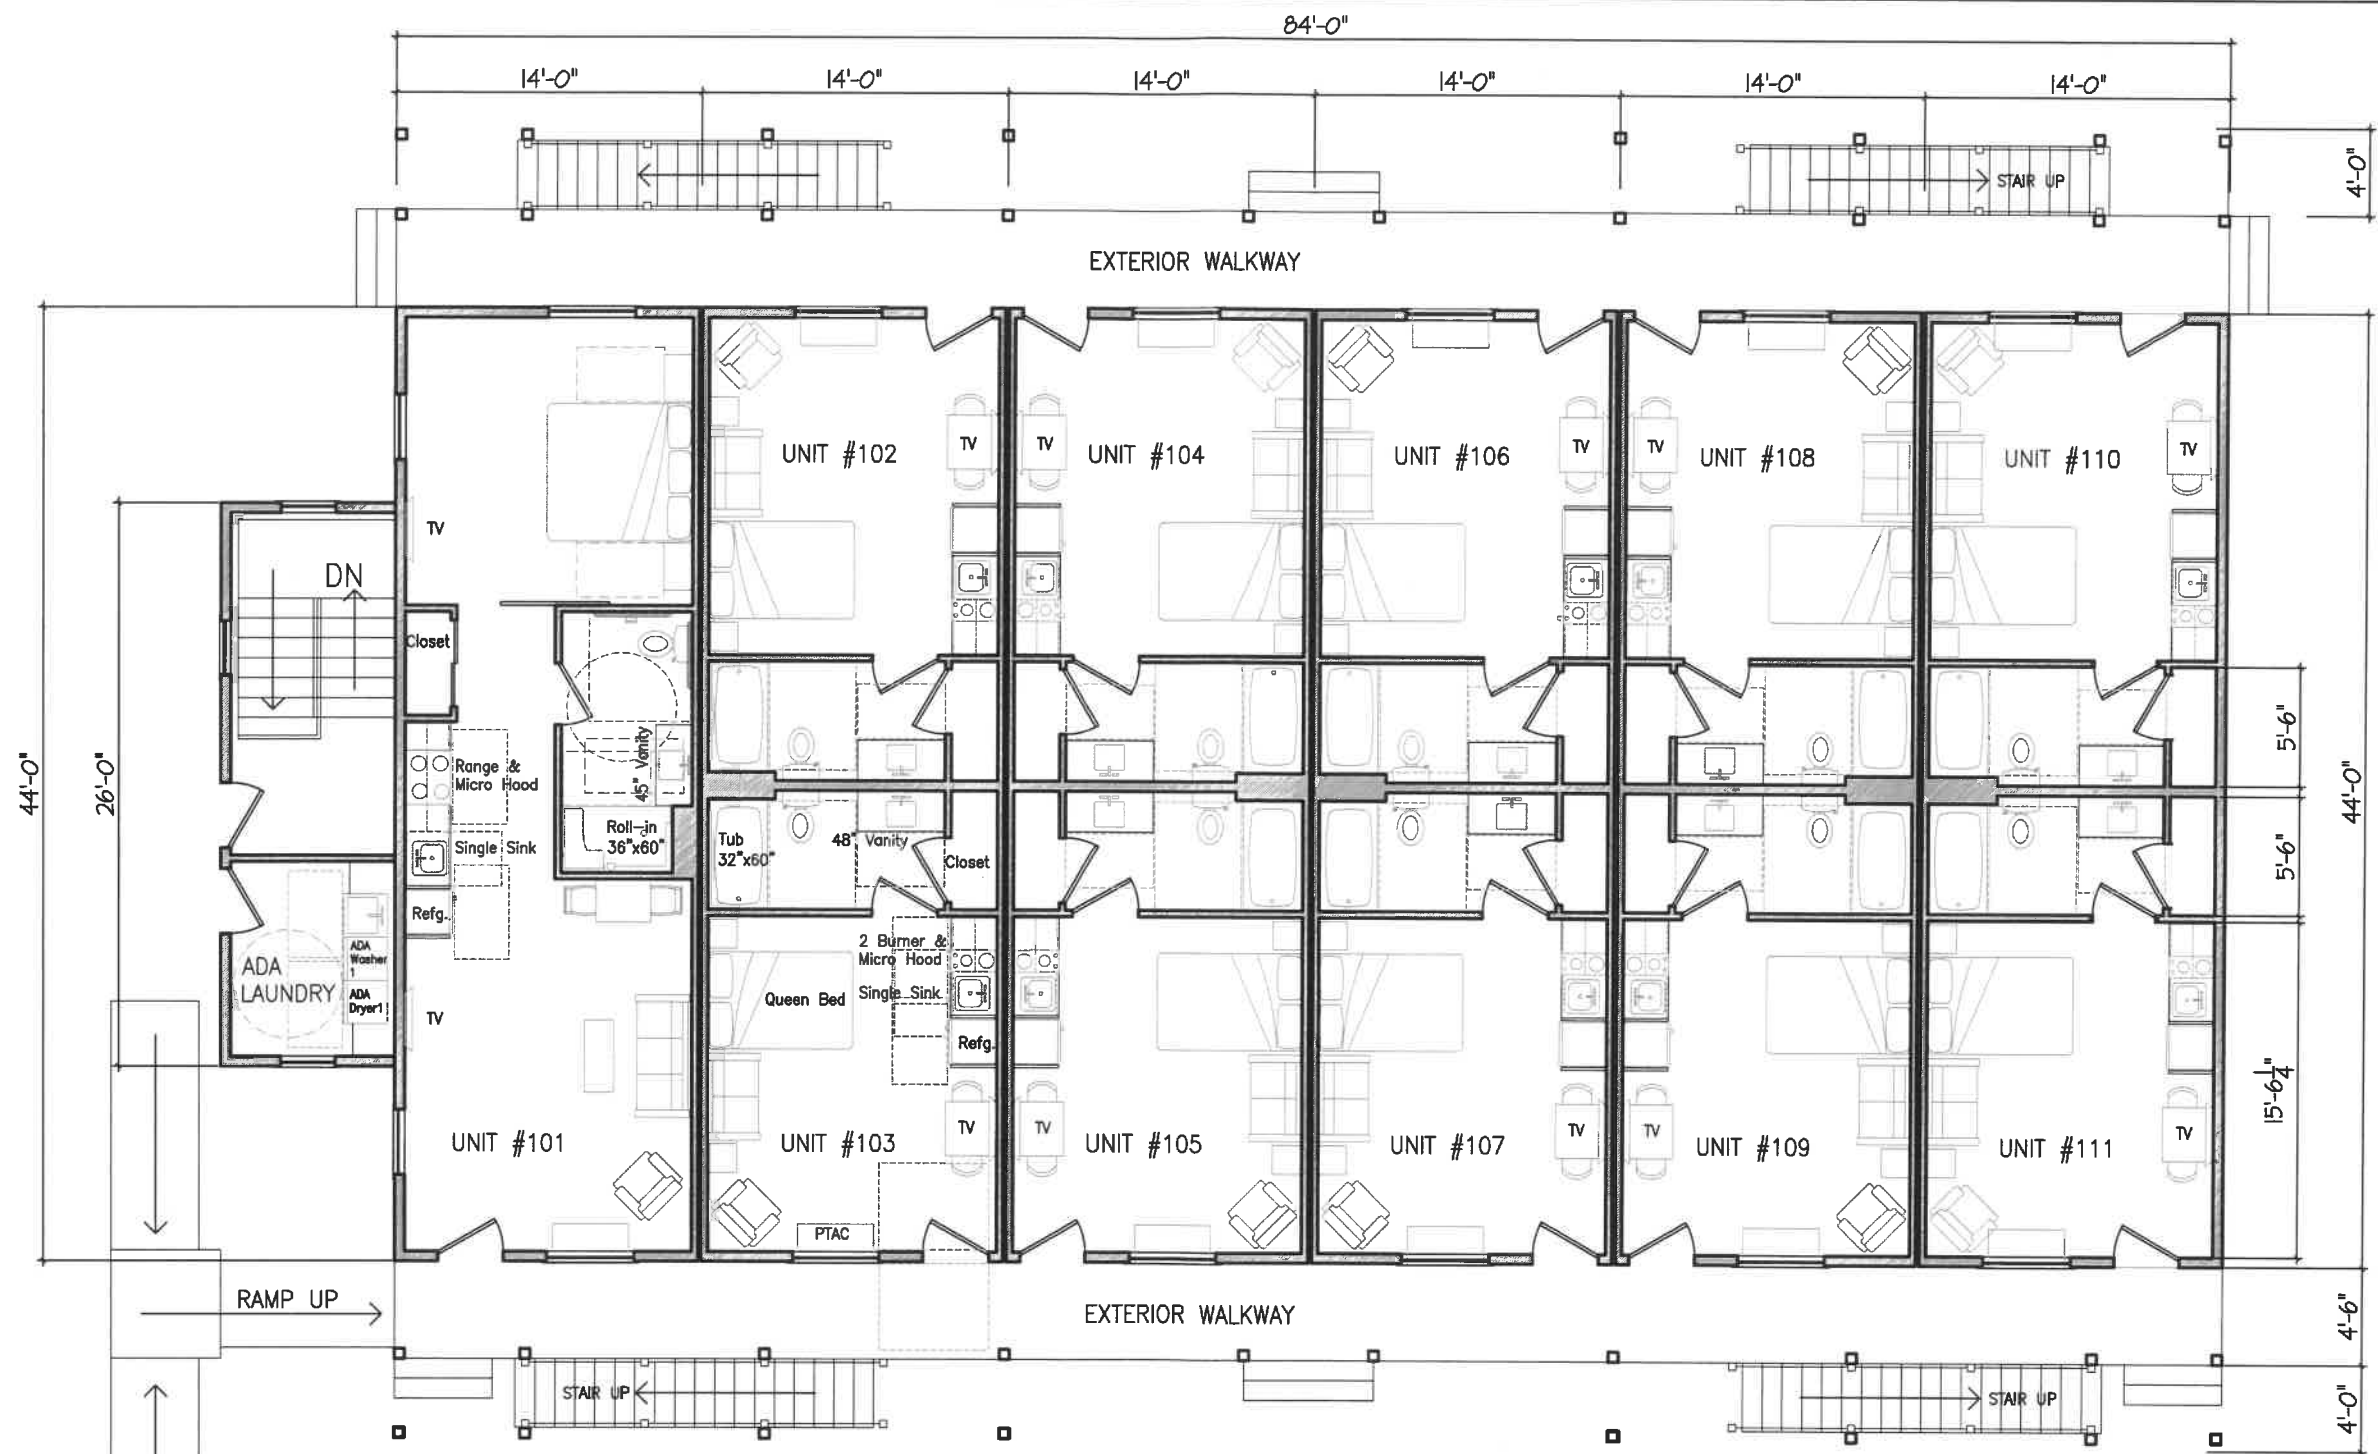 84'-0"
14'-0" 14'-0" 14'-0" 14'-0" 14'-0" 14'-0"
4'-0"
STAIR UP
EXTERIOR WALKWAY
TV TV TV TV TV
UNIT #102 UNIT #104 UNIT #106 UNIT #108 UNIT #110
TV
DN
Closet
44'-0"
26'-0"
45" Vanity
Range &
Micro Hood
Roll-in
36"x60"
Single Sink
Tub
32"x60"
48" Vanity
Closet
5'-6"
5'-6"
44'-0"
Refg.
ADA
LAUNDRY
ADA
Washer
1
ADA
Dryer1
2 Burner &
Micro Hood
Queen Bed
Single Sink
Refg.
TV
15'-6 1/4"
TV TV TV TV TV
UNIT #101 UNIT #103 UNIT #105 UNIT #107 UNIT #109 UNIT #111
PTAC
RAMP UP
EXTERIOR WALKWAY
4'-6"
STAIR UP
STAIR UP
4'-0"